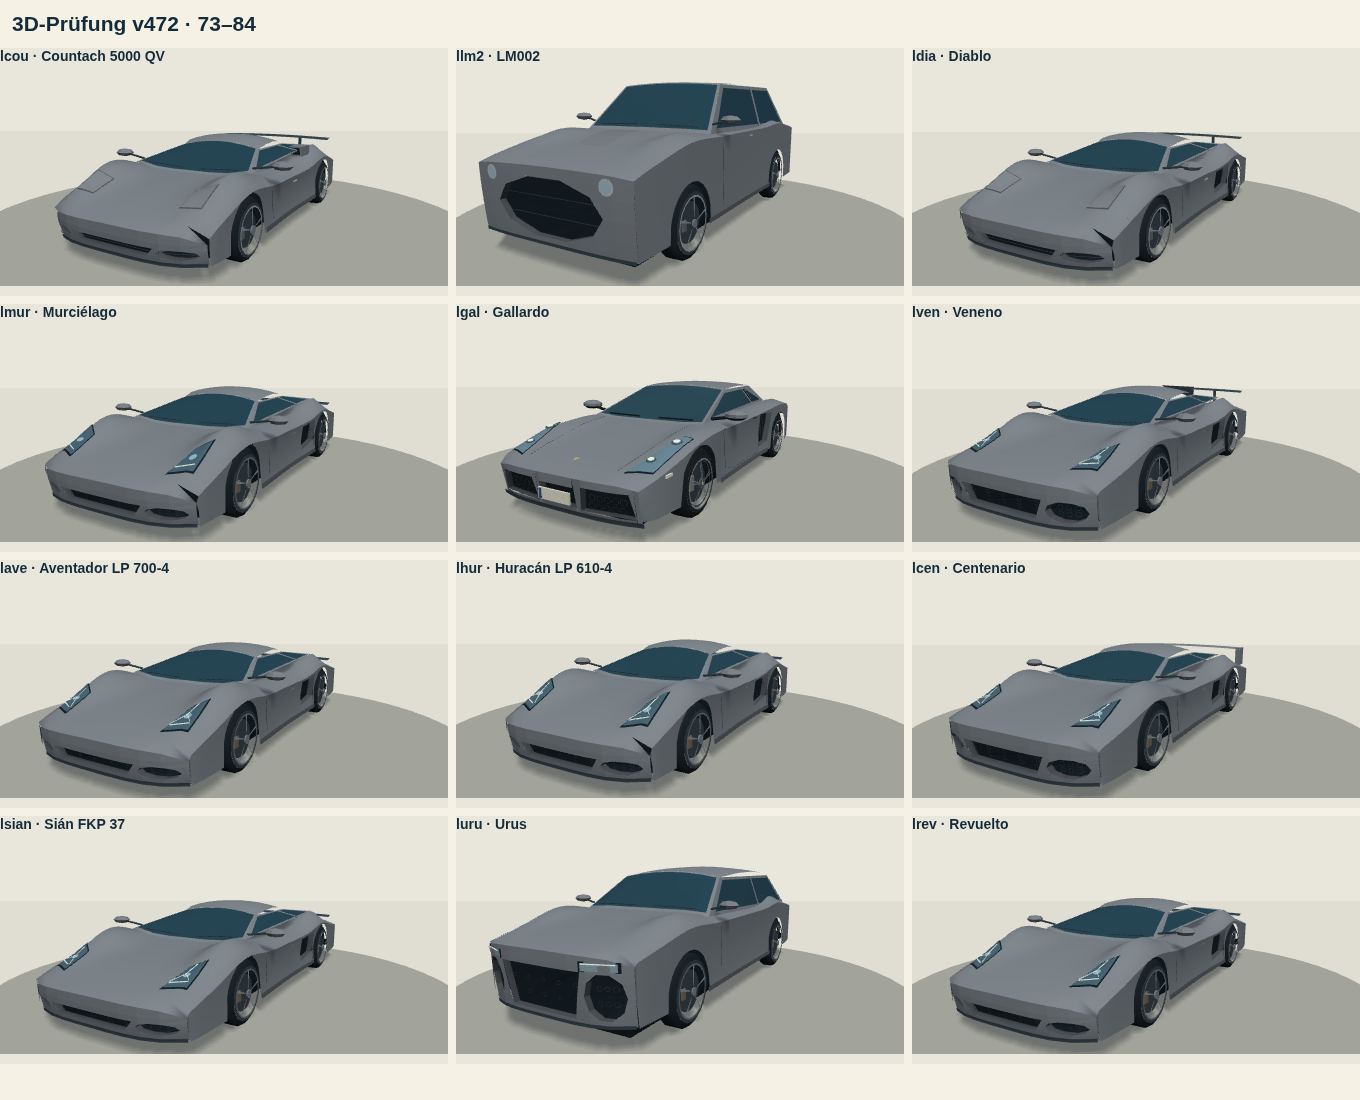 3D-Prüfung v472 · 73–84
lcou · Countach 5000 QV
llm2 · LM002
ldia · Diablo
lmur · Murciélago
lgal · Gallardo
lven · Veneno
lave · Aventador LP 700-4
lhur · Huracán LP 610-4
lcen · Centenario
lsian · Sián FKP 37
luru · Urus
lrev · Revuelto